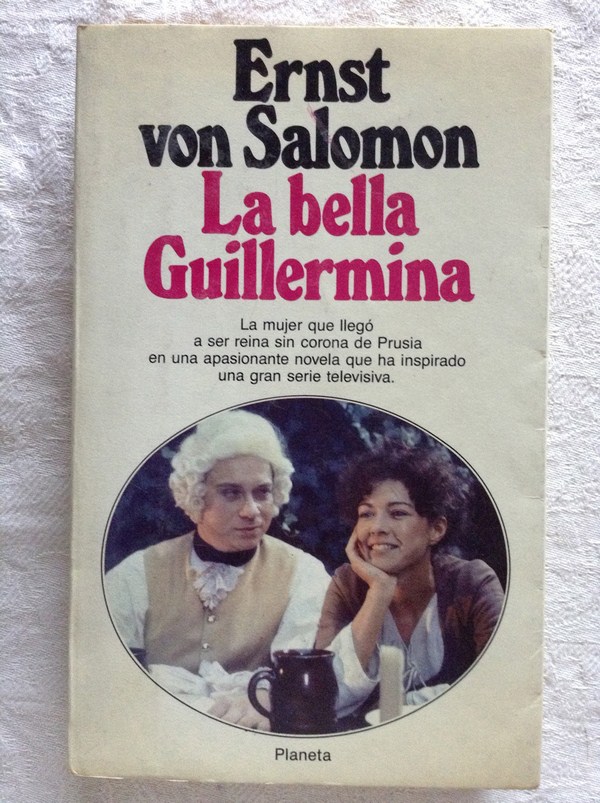 Ernst
von Salomon
La bella
Guillermina
La mujer que llegó
a ser reina sin corona de Prusia
en una apasionante novela que ha inspirado
una gran serie televisiva.
Planeta